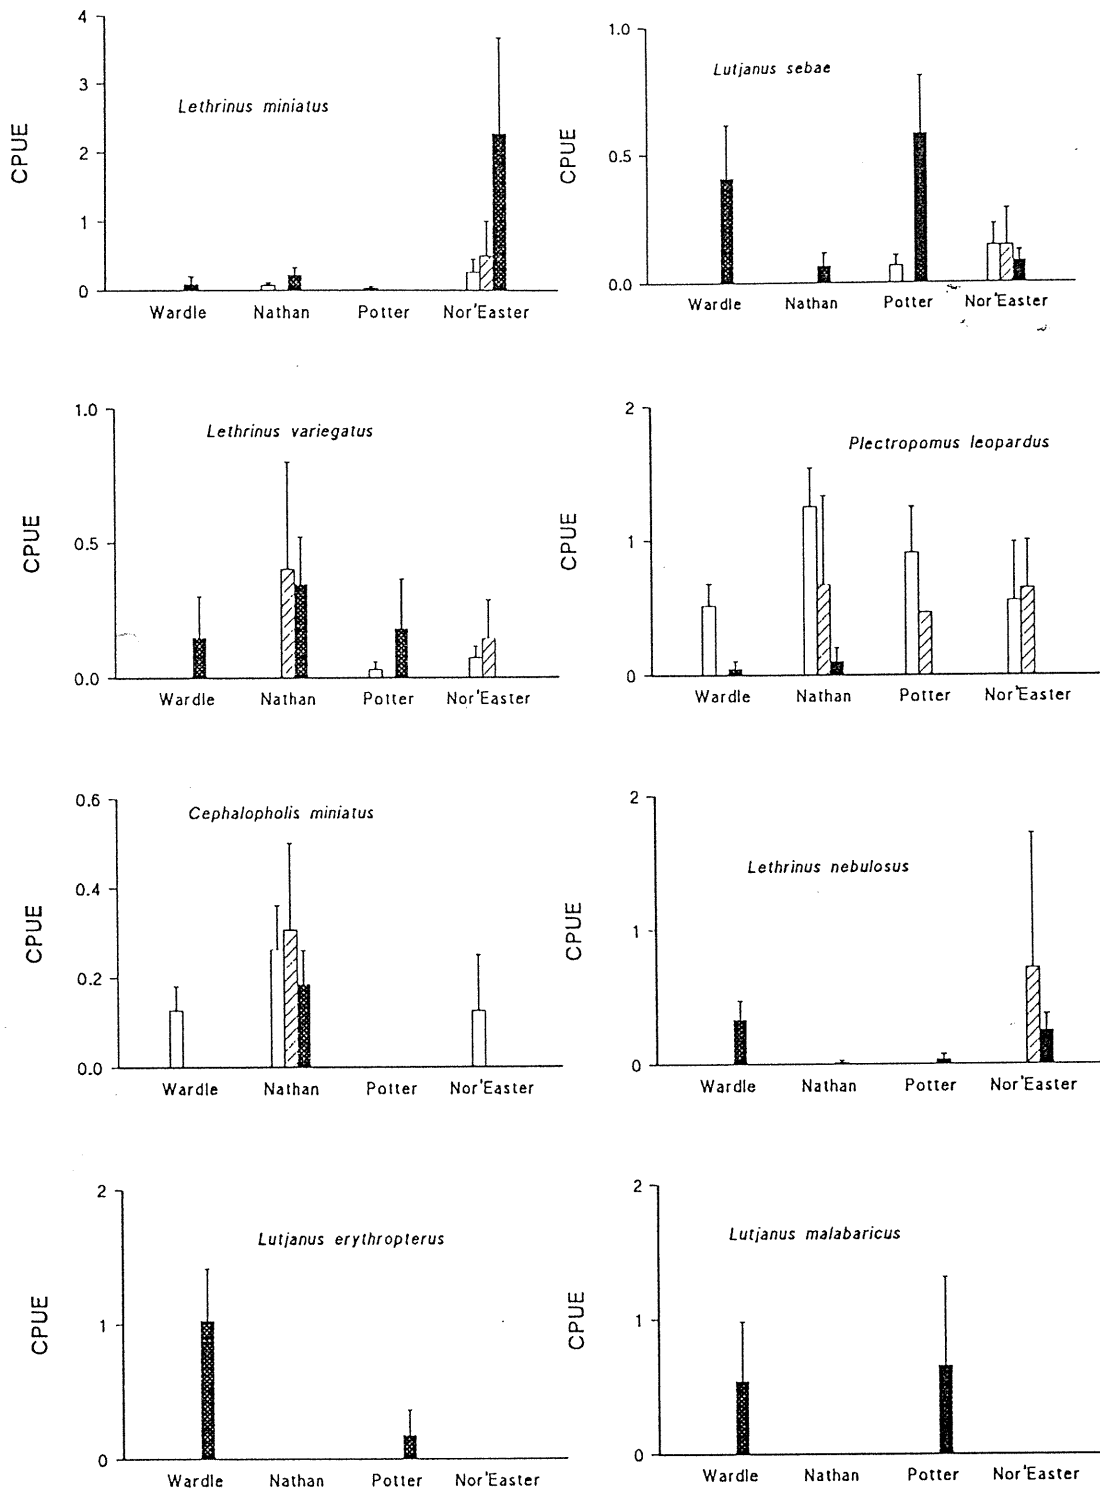 Lethrinus miniatus
CPUE
4
3
2
1
0
Wardle Nathan Potter Nor'Easter
Lutjanus sebae
CPUE
1.0
0.5
0.0
Wardle Nathan Potter Nor'Easter
Lethrinus variegatus
CPUE
1.0
0.5
0.0
Wardle Nathan Potter Nor'Easter
Plectropomus leopardus
CPUE
2
1
0
Wardle Nathan Potter Nor'Easter
Cephalopholis miniatus
CPUE
0.6
0.4
0.2
0.0
Wardle Nathan Potter Nor'Easter
Lethrinus nebulosus
CPUE
2
1
0
Wardle Nathan Potter Nor'Easter
Lutjanus erythropterus
CPUE
2
1
0
Wardle Nathan Potter Nor'Easter
Lutjanus malabaricus
CPUE
2
1
0
Wardle Nathan Potter Nor'Easter